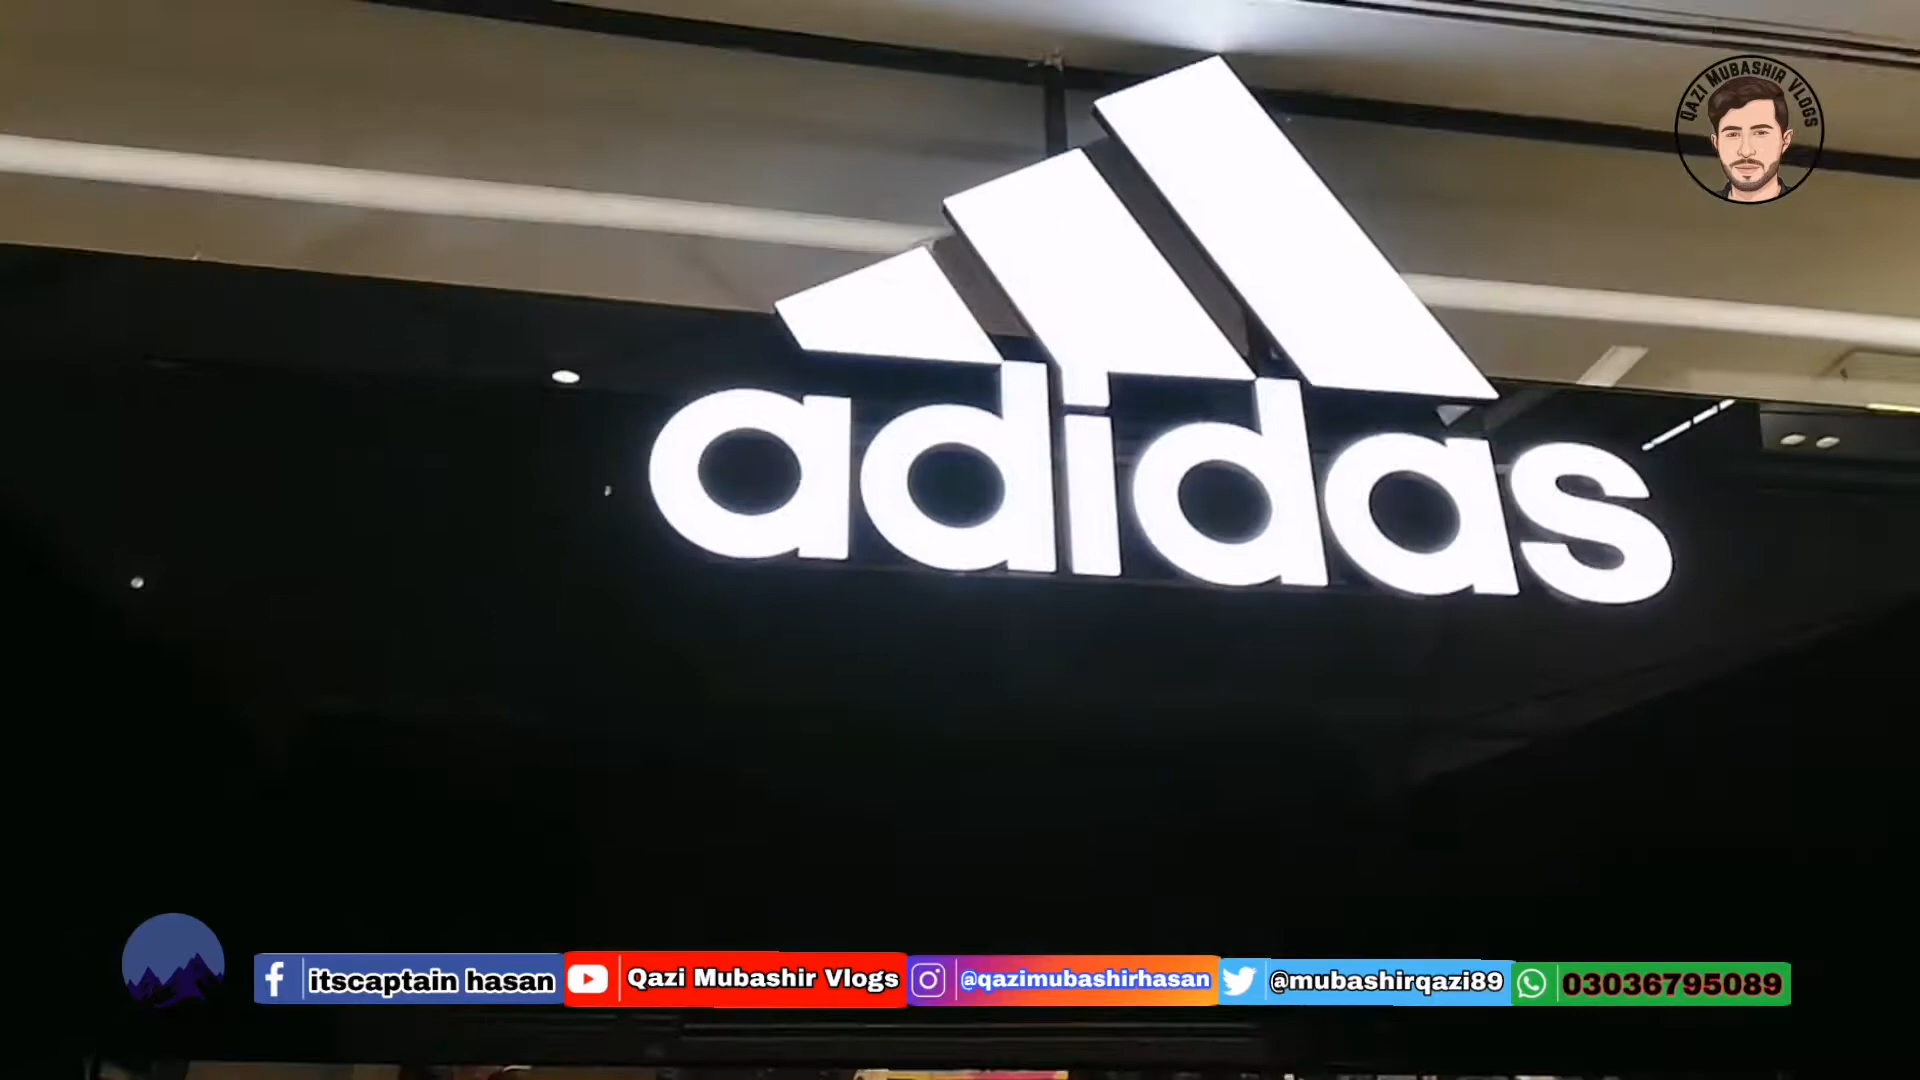 Qazi Mubashir Vlogs
adidas
itscaptain hasan
Qazi Mubashir Vlogs
@qazimubashirhasan
@mubashirqazi89
03036795089